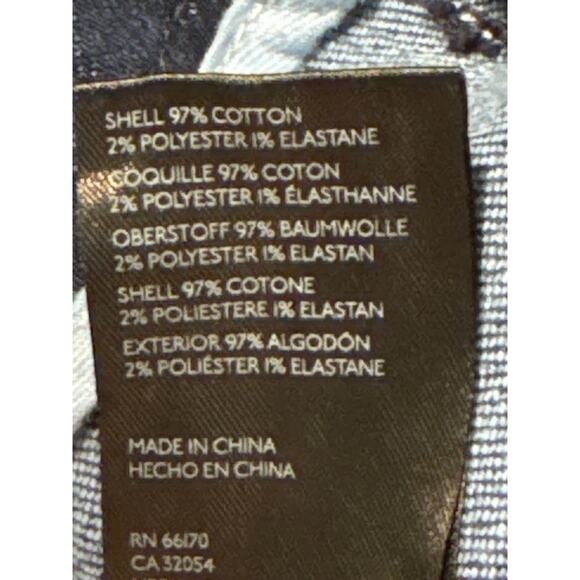 SHELL 97% COTTON
2% POLYESTER 1% ELASTANE
COQUILLE 97% COTON
2% POLYESTER 1% ÉLASTHANNE
OBERSTOFF 97% BAUMWOLLE
2% POLYESTER 1% ELASTAN
SHELL 97% COTONE
2% POLIESTERE 1% ELASTAN
EXTERIOR 97% ALGODÓN
2% POLIÉSTER 1% ELASTANE
MADE IN CHINA
HECHO EN CHINA
RN 66170
CA 32054